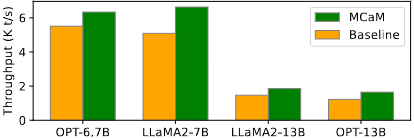 Throughput (K t/s)
6
4
2
0
MCaM
Baseline
OPT-6,7B
LLaMA2-7B
LLaMA2-13B
OPT-13B